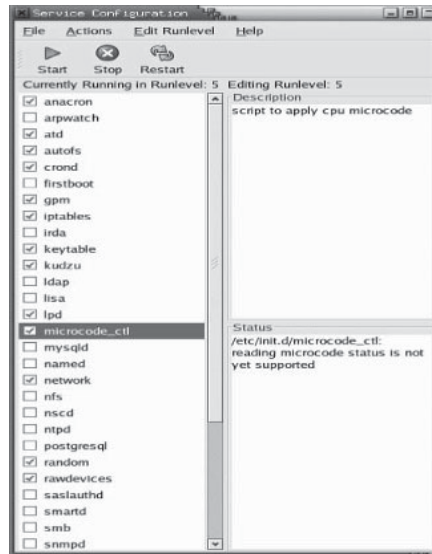 Service Configuration
File Actions Edit Runlevel Help
Start Stop Restart
Currently Running in Runlevel: 5 Editing Runlevel: 5
anacron
arpwatch
atd
autofs
crond
firstboot
gpm
iptables
irda
keytable
kudzu
ldap
lisa
lpd
microcode_ctl
mysqld
named
network
nfs
nscd
ntpd
postgresql
random
rawdevices
saslauthd
smartd
smb
snmpd
Description
script to apply cpu microcode
Status
/etc/init.d/microcode_ctl:
reading microcode status is not
yet supported